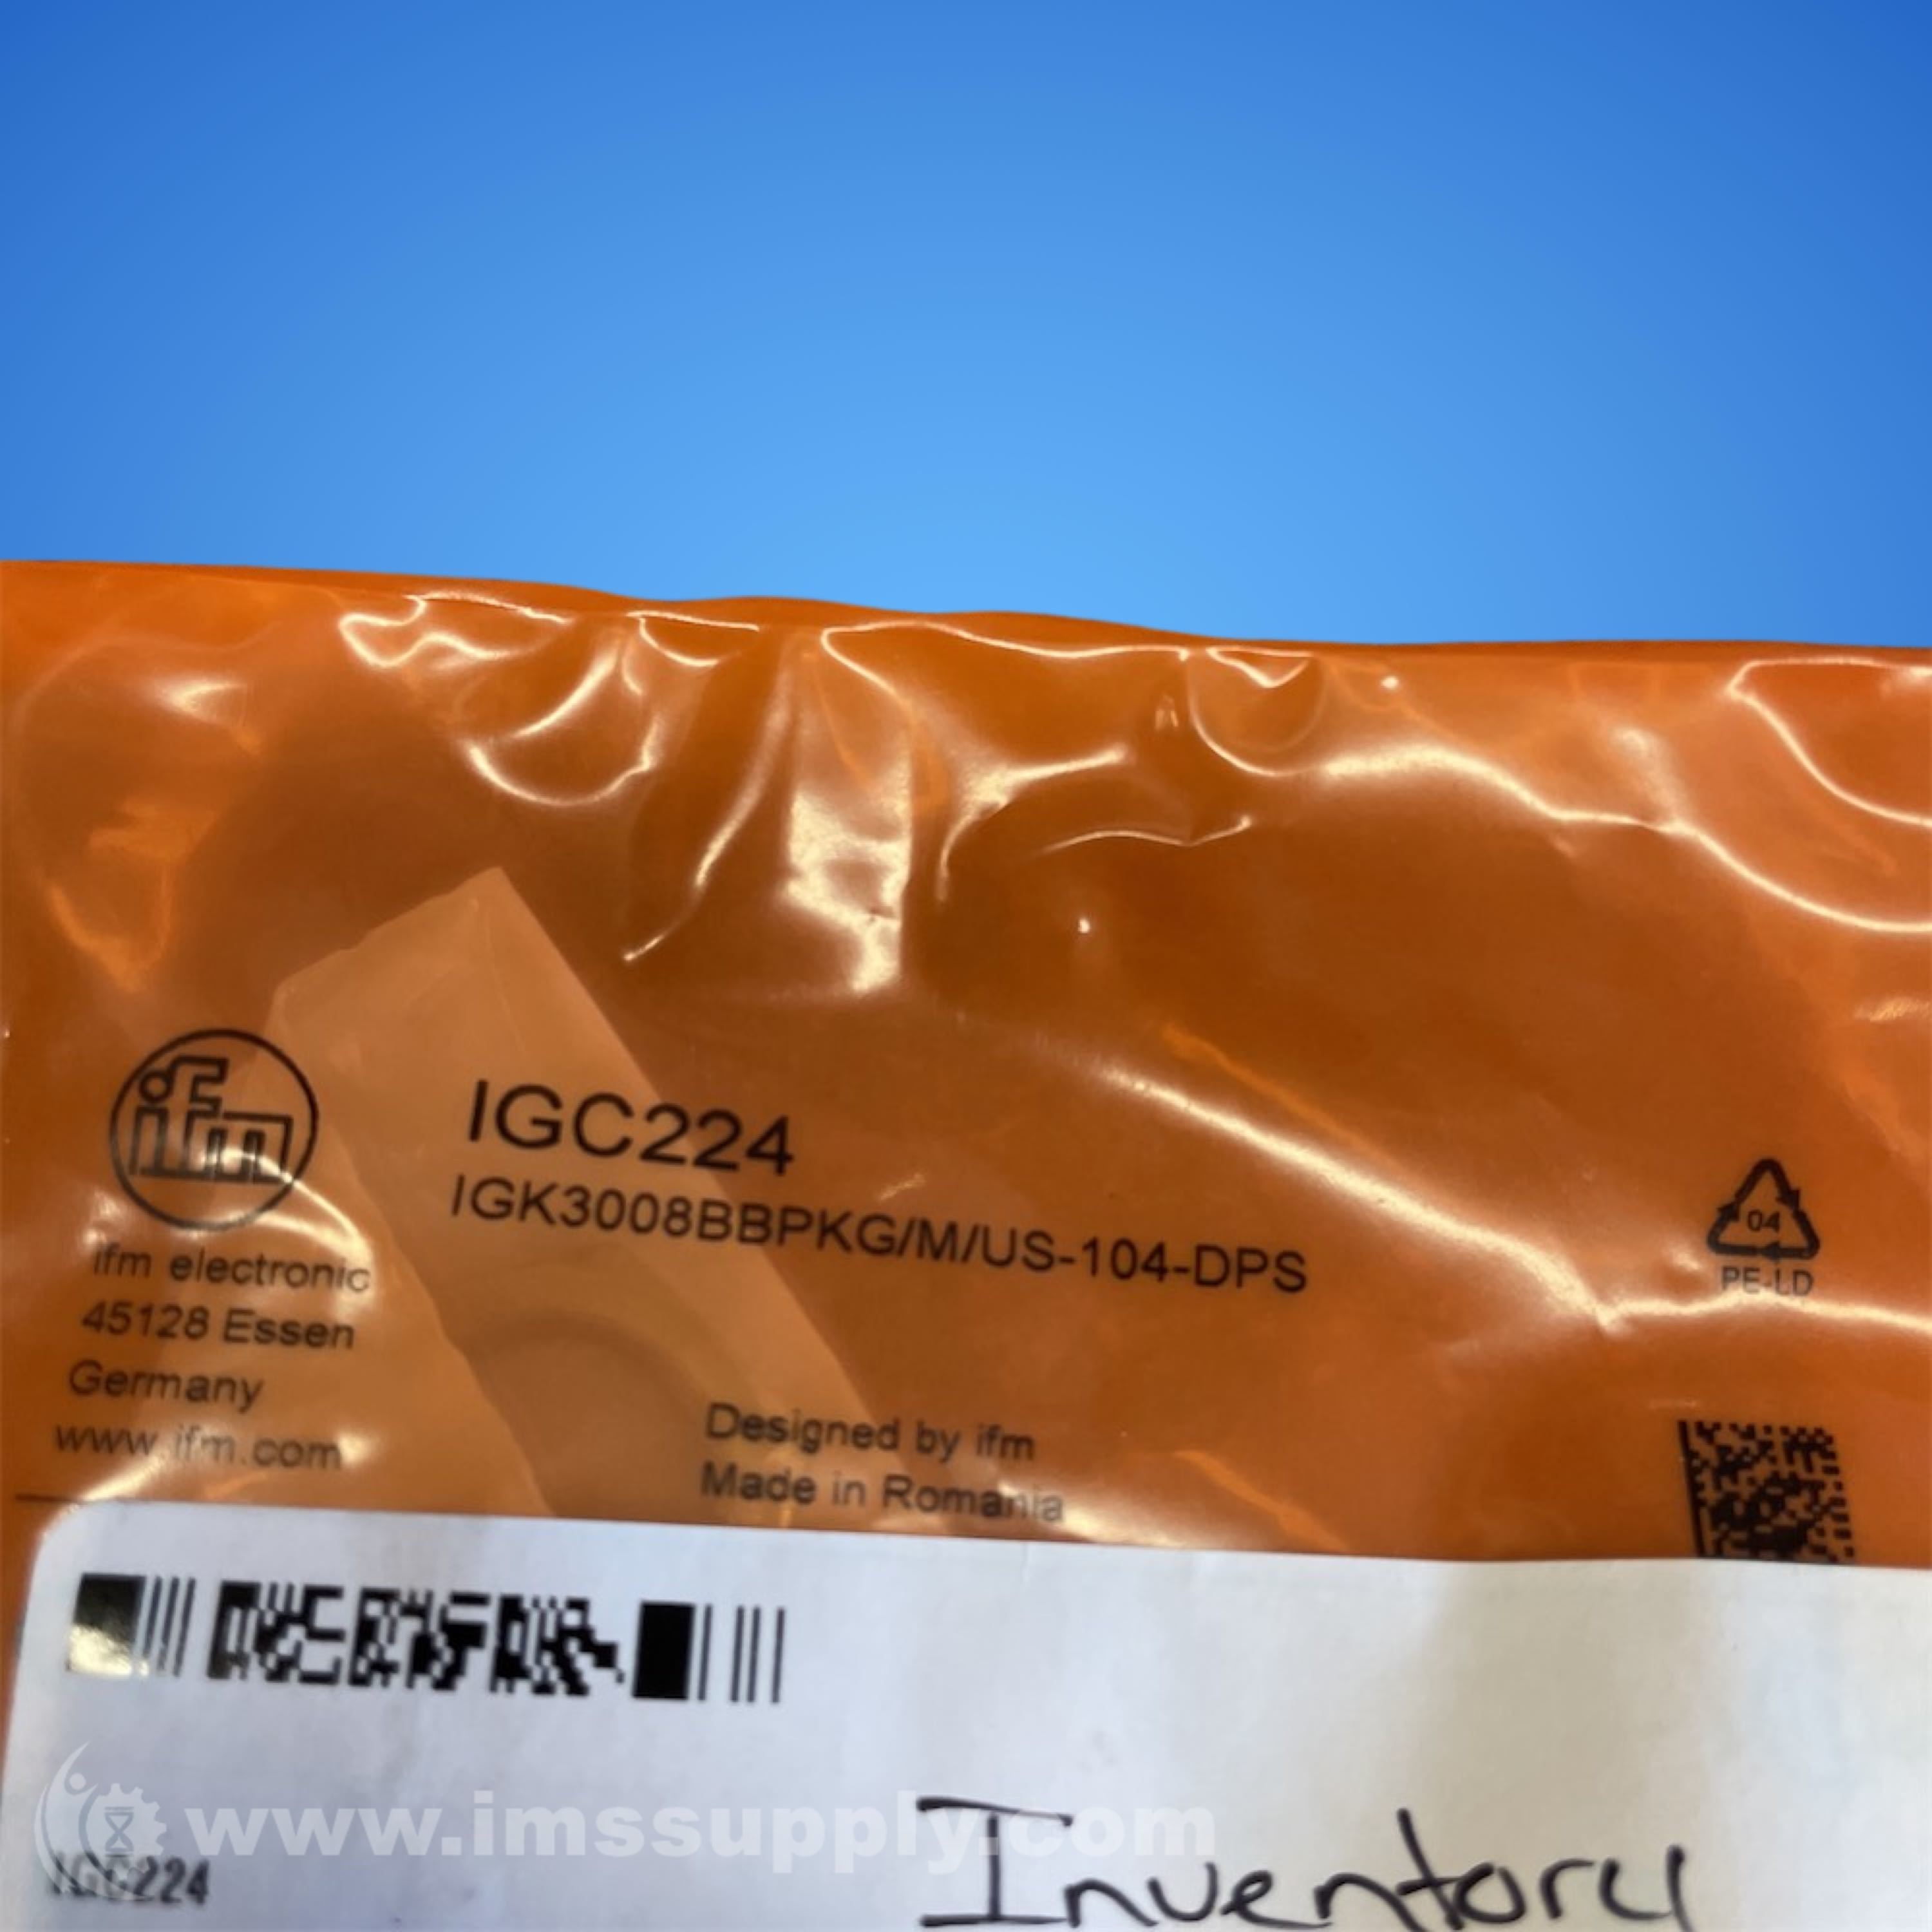 ifm
IGC224
IGK3008BBPKG/M/US-104-DPS
04
PE-LD
ifm electronic
45128 Essen
Germany
www.ifm.com
Designed by ifm
Made in Romania
www.imssupply.com
IGC224
Inventory